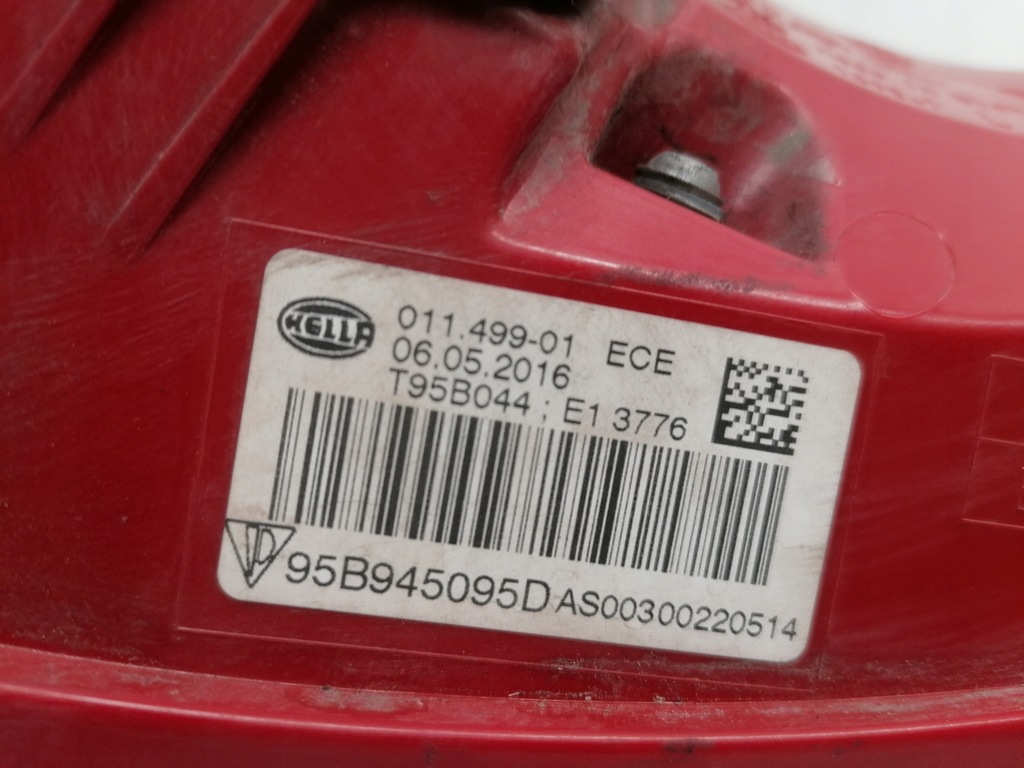 HELLA
011.499-01 ECE
06.05.2016
T95B044 ; E1 3776
95B945095D AS00300220514